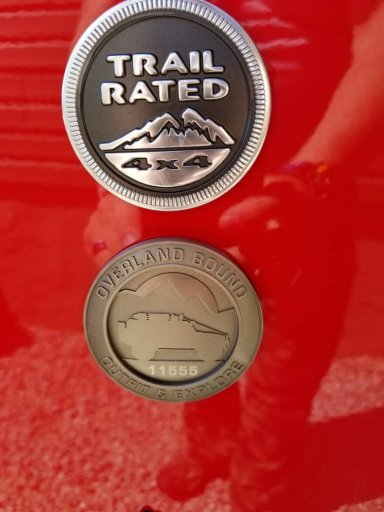 TRAIL
RATED
4x4
OVERLAND BOUND
11555
OUTFIT & EXPLORE